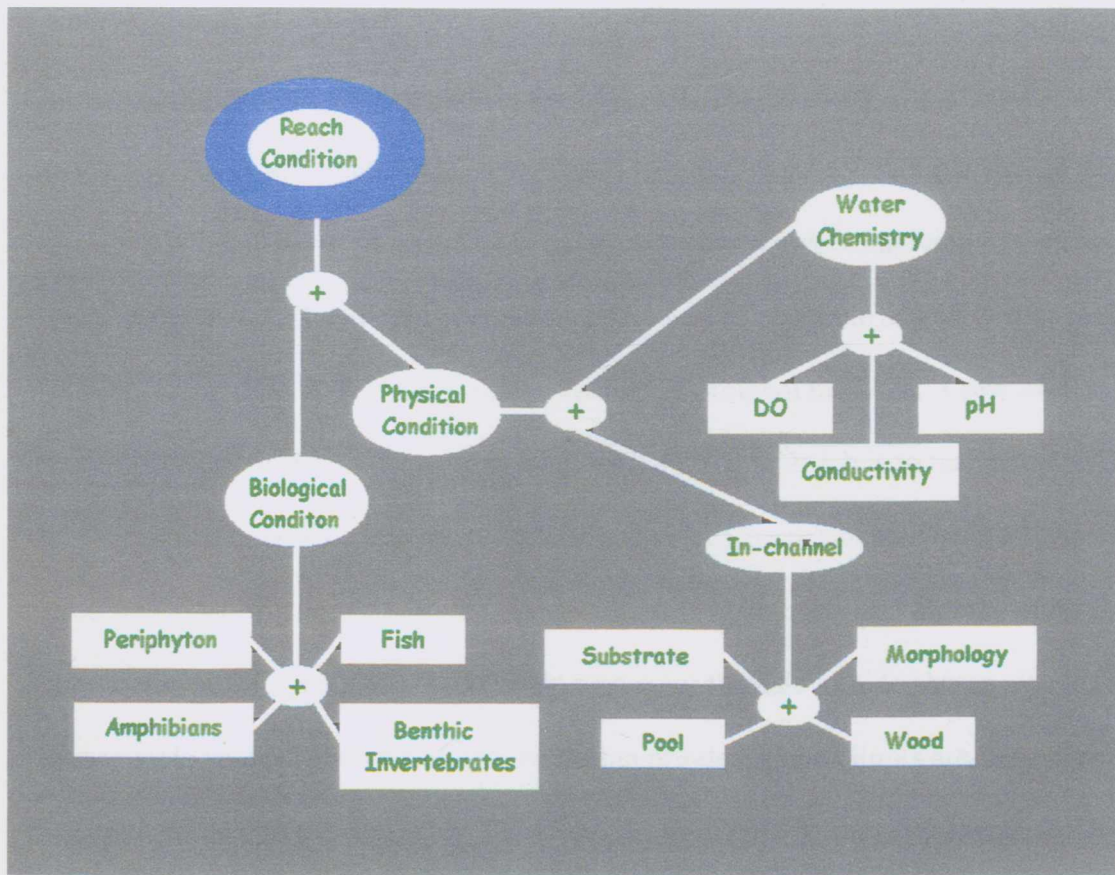 Reach
Condition
+
Water
Chemistry
+
Physical
Condition
+
DO
pH
Conductivity
Biological
Conditon
In-channel
Periphyton
Fish
+
Amphibians
Benthic
Invertebrates
Substrate
Morphology
+
Pool
Wood